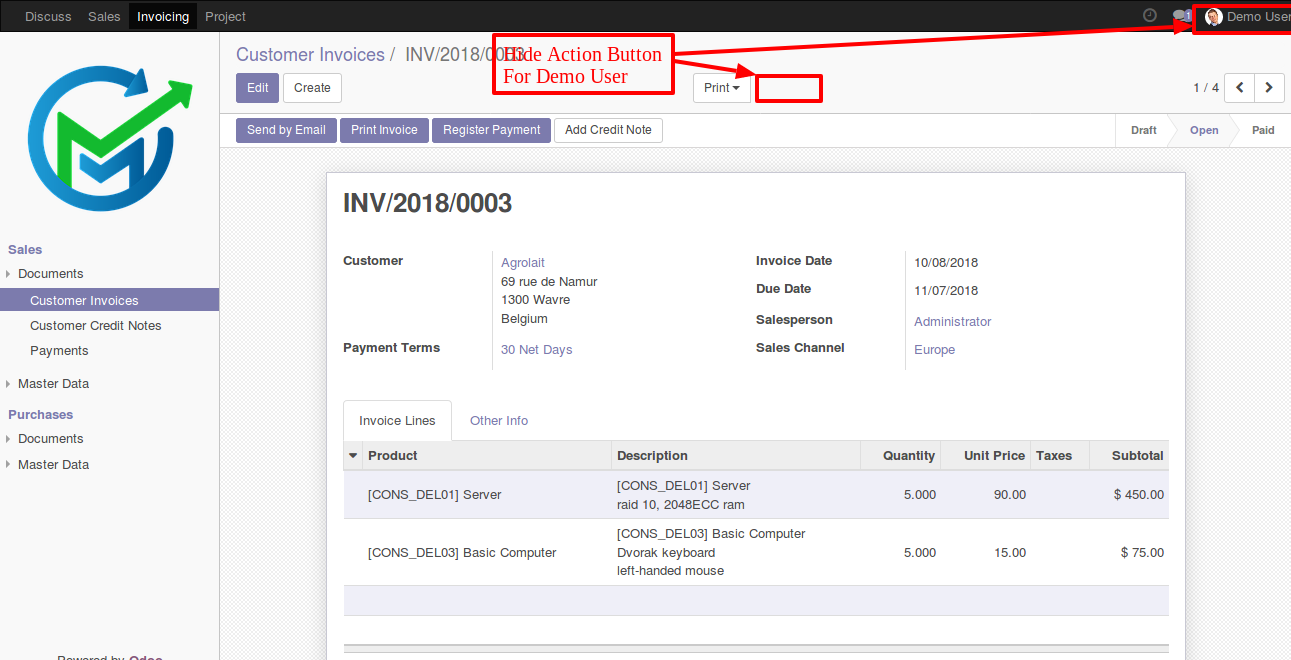 Discuss Sales Invoicing Project 1 Demo User
Customer Invoices / INV/2018/0003
Hide Action Button
For Demo User
Edit Create Print 1 / 4
Send by Email Print Invoice Register Payment Add Credit Note Draft Open Paid
INV/2018/0003
Customer Agrolait
69 rue de Namur
1300 Wavre
Belgium
Payment Terms 30 Net Days
Invoice Date 10/08/2018
Due Date 11/07/2018
Salesperson Administrator
Sales Channel Europe
Sales
Documents
Customer Invoices
Customer Credit Notes
Payments
Master Data
Purchases
Documents
Master Data
Invoice Lines Other Info
Product Description Quantity Unit Price Taxes Subtotal
[CONS_DEL01] Server [CONS_DEL01] Server 5.000 90.00 $ 450.00
raid 10, 2048ECC ram
[CONS_DEL03] Basic Computer [CONS_DEL03] Basic Computer 5.000 15.00 $ 75.00
Dvorak keyboard
left-handed mouse
Powered by Odoo